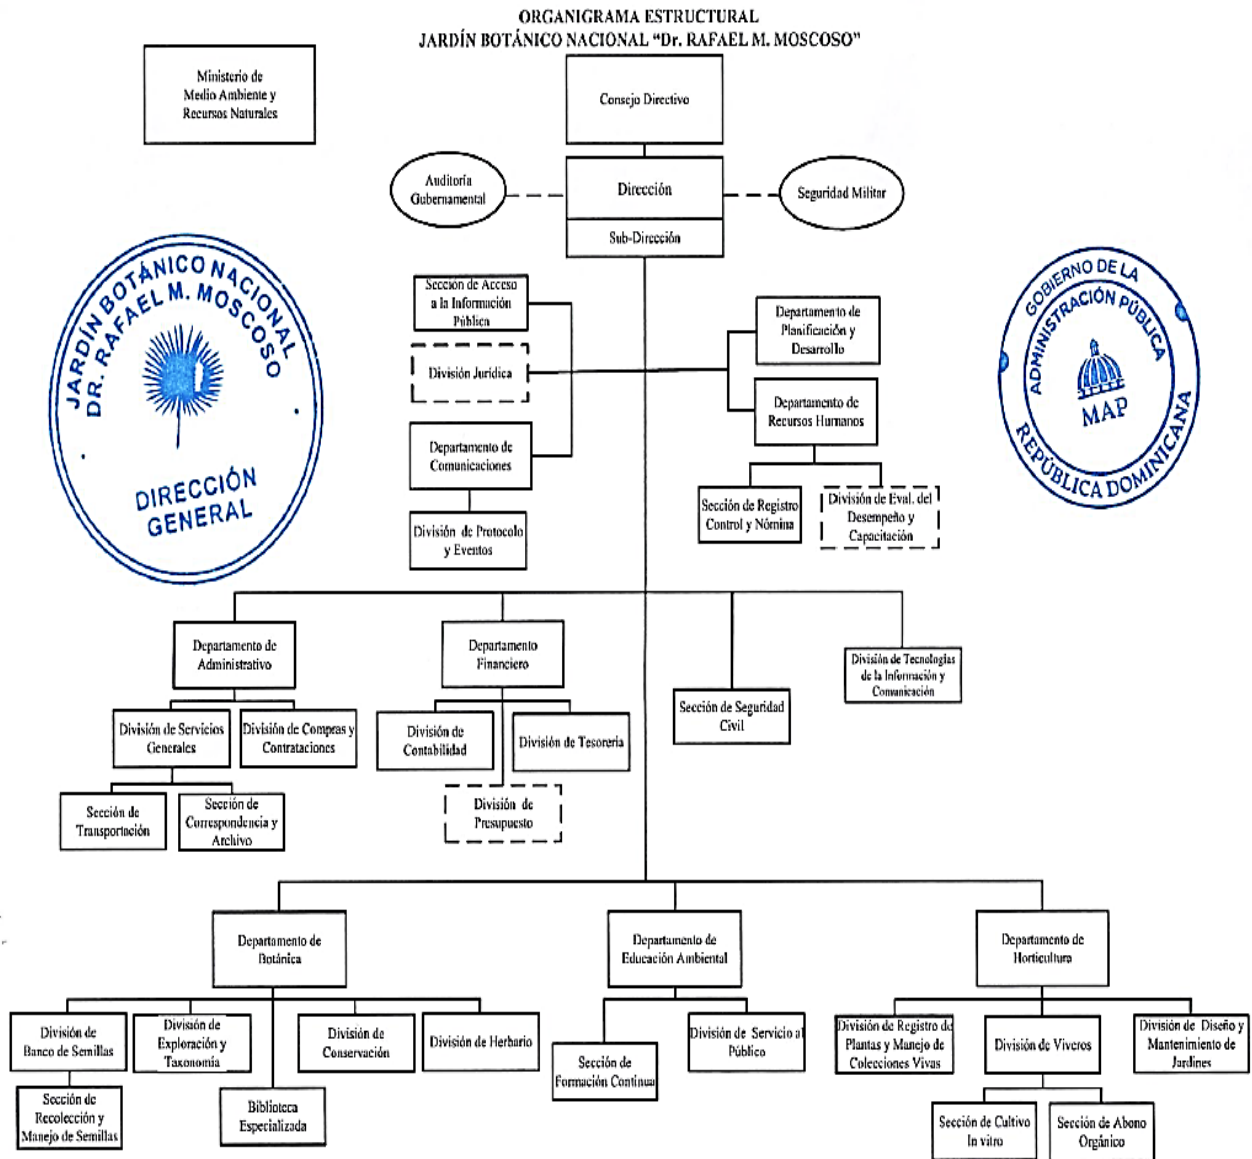 ORGANIGRAMA ESTRUCTURAL
JARDÍN BOTÁNICO NACIONAL “Dr. RAFAEL M. MOSCOSO”
Ministerio de
Medio Ambiente y
Recursos Naturales
Consejo Directivo
Auditoría
Gubernamental
Dirección
Seguridad Militar
Sub-Dirección
JARDÍN BOTÁNICO NACIONAL
DR. RAFAEL M. MOSCOSO
DIRECCIÓN
GENERAL
GOBIERNO DE LA
ADMINISTRACIÓN PÚBLICA
MAP
REPÚBLICA DOMINICANA
Sección de Acceso
a la Información
Pública
División Jurídica
Departamento de
Comunicaciones
División de Protocolo
y Eventos
Departamento de
Planificación y
Desarrollo
Departamento de
Recursos Humanos
Sección de Registro
Control y Nómina
División de Eval. del
Desempeño y
Capacitación
Departamento de
Administrativo
Departamento
Financiero
Sección de Seguridad
Civil
División de Tecnologías
de la Información y
Comunicación
División de Servicios
Generales
División de Compras y
Contrataciones
División de
Contabilidad
División de Tesorería
Sección de
Transportación
Sección de
Correspondencia y
Archivo
División de
Presupuesto
Departamento de
Botánica
Departamento de
Educación Ambiental
Departamento de
Horticultura
División de
Banco de Semillas
División de
Exploración y
Taxonomía
División de
Conservación
División de Herbario
Sección de
Recolección y
Manejo de Semillas
Biblioteca
Especializada
Sección de
Formación Continua
División de Servicio al
Público
División de Registro de
Plantas y Manejo de
Colecciones Vivas
División de Viveros
División de Diseño y
Mantenimiento de
Jardines
Sección de Cultivo
In vitro
Sección de Abono
Orgánico